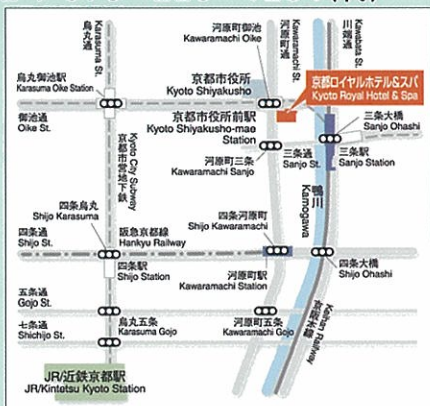 烏丸通
Karasuma St.
河原町御池
Kawaramachi Oike
河原町通
Kawaramachi St.
川端通
Kawabata St.
烏丸御池駅
Karasuma Oike Station
京都市役所
Kyoto Shiyakusho
京都ロイヤルホテル&スパ
Kyoto Royal Hotel & Spa
御池通
Oike St.
京都市役所前駅
Kyoto Shiyakusho-mae
Station
三条大橋
Sanjo Ohashi
河原町三条
Kawaramachi Sanjo
三条通
Sanjo St.
三条駅
Sanjo Station
京都市営地下鉄
Kyoto City Subway
四条烏丸
Shijo Karasuma
四条河原町
Shijo Kawaramachi
鴨川
Kamogawa
四条通
Shijo St.
阪急京都線
Hankyu Railway
四条駅
Shijo Station
河原町駅
Kawaramachi Station
四条大橋
Shijo Ohashi
五条通
Gojo St.
七条通
Shichijo St.
烏丸五条
Karasuma Gojo
河原町五条
Kawaramachi Gojo
京阪本線
Keihan Railway
JR/近鉄京都駅
JR/Kintetsu Kyoto Station